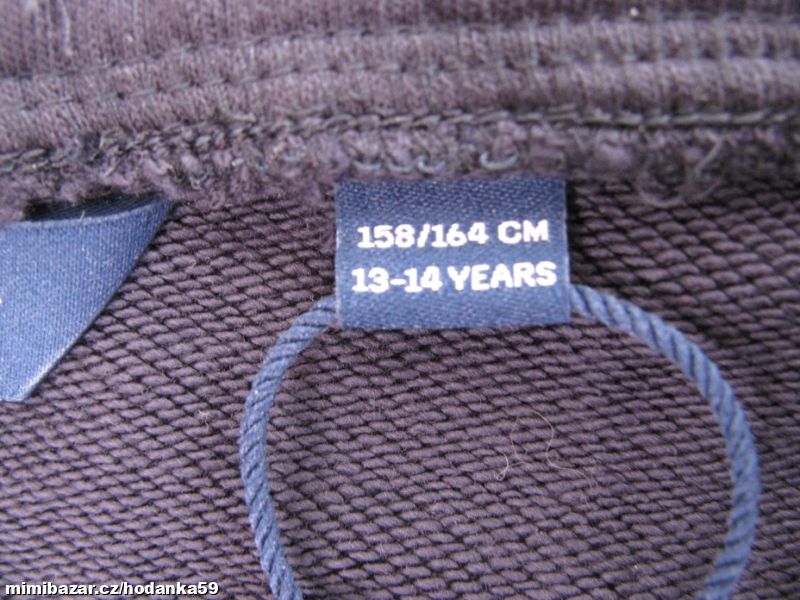 158/164 CM
13-14 YEARS
mimibazar.cz/hodanka59